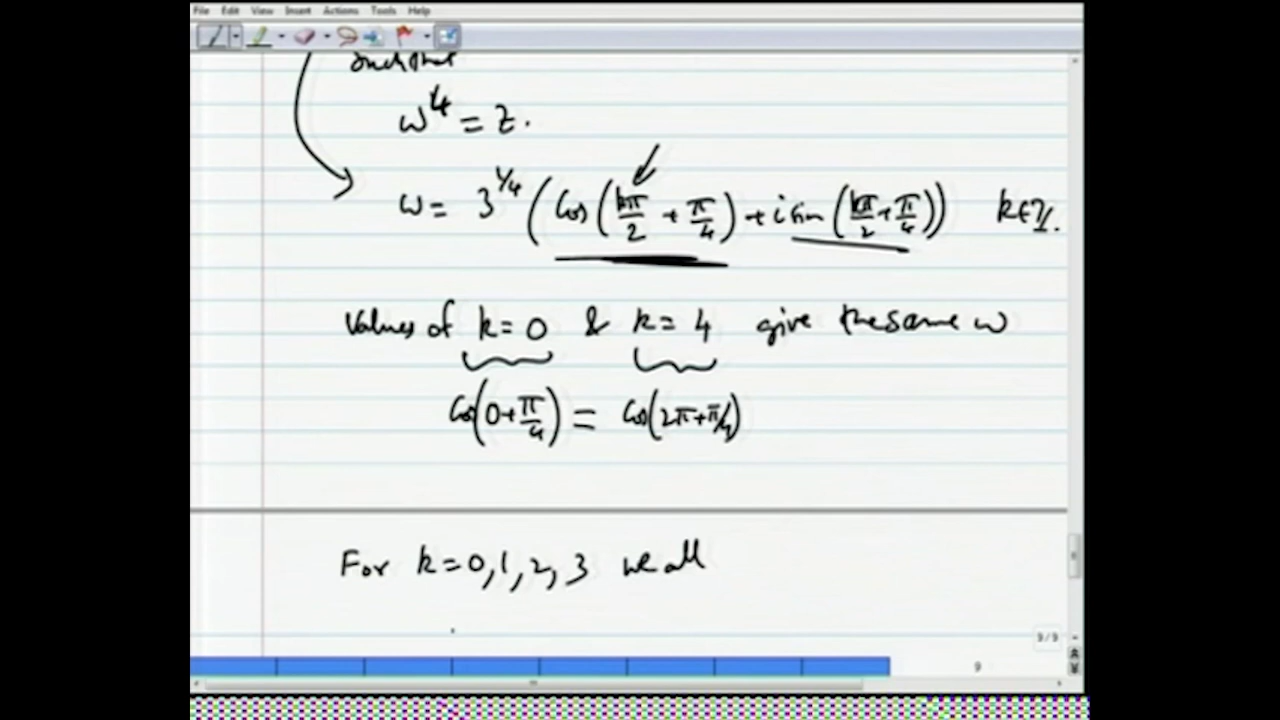 File Edit View Insert Actions Tools Help
such that
ω⁴ = z.
ω = 3^{1/4} (Cos(kπ/2 + π/4) + i sin(kπ/2 + π/4)) k∈ℤ.
Values of k = 0 & k = 4 give the same ω
Cos(0+π/4) = Cos(2π+π/4)
For k = 0, 1, 2, 3 we all
9/9
9